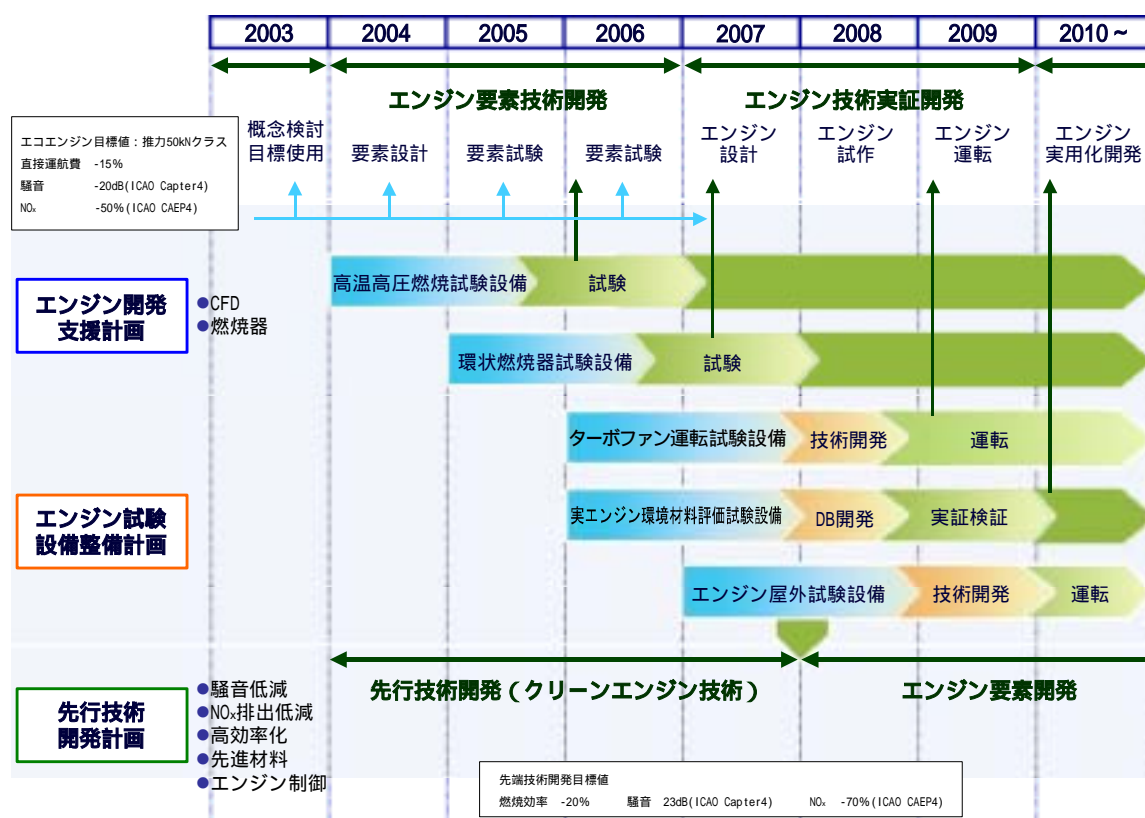 2003 2004 2005 2006 2007 2008 2009 2010～
エンジン要素技術開発 エンジン技術実証開発
エコエンジン目標値：推力50kNクラス
直接運航費 -15%
騒音 -20dB(ICAO Capter4)
NOx -50%(ICAO CAEP4)
概念検討
目標使用
要素設計
要素試験
要素試験
エンジン
設計
エンジン
試作
エンジン
運転
エンジン
実用化開発
エンジン開発
支援計画
●CFD
●燃焼器
高温高圧燃焼試験設備 試験
環状燃焼器試験設備 試験
ターボファン運転試験設備 技術開発 運転
エンジン試験
設備整備計画
実エンジン環境材料評価試験設備 DB開発 実証検証
エンジン屋外試験設備 技術開発 運転
先行技術開発（クリーンエンジン技術） エンジン要素開発
先行技術
開発計画
●騒音低減
●NOx排出低減
●高効率化
●先進材料
●エンジン制御
先端技術開発目標値
燃焼効率 -20% 騒音 23dB(ICAO Capter4) NOx -70%(ICAO CAEP4)